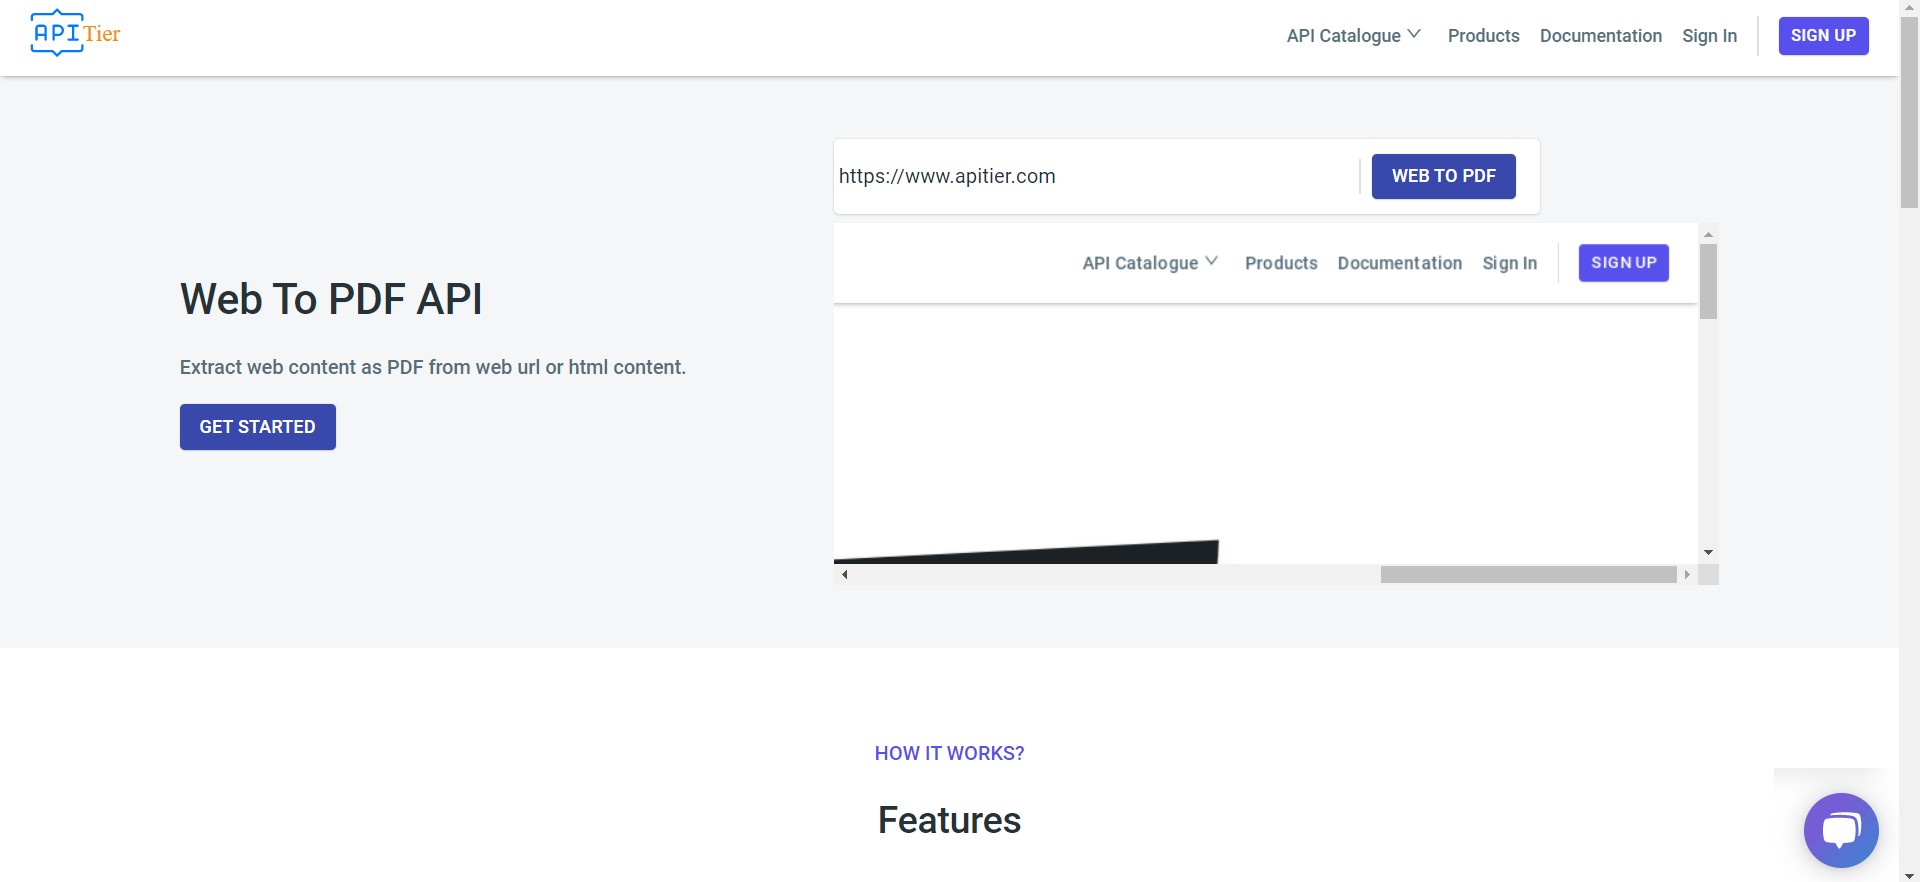 API Tier
API Catalogue Products Documentation Sign In SIGN UP
https://www.apitier.com WEB TO PDF
API Catalogue Products Documentation Sign In SIGN UP
Web To PDF API
Extract web content as PDF from web url or html content.
GET STARTED
HOW IT WORKS?
Features